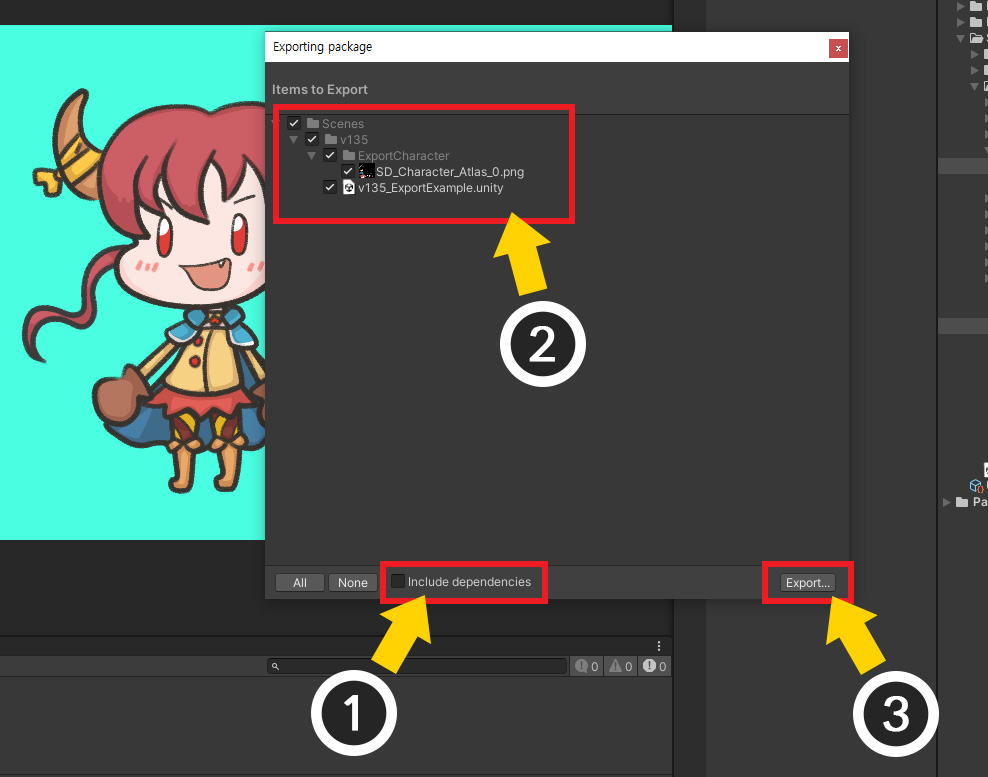 Exporting package
x
Items to Export
Scenes
v135
ExportCharacter
SD_Character_Atlas_0.png
v135_ExportExample.unity
2
All
None
Include dependencies
Export...
0
0
0
1
3
Pa